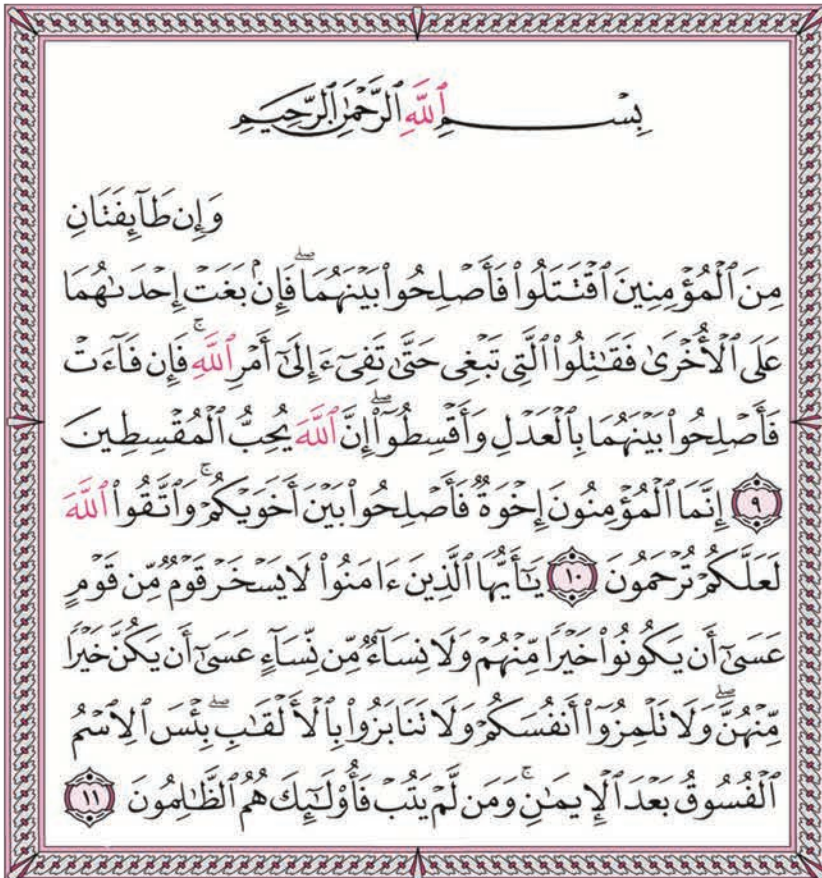 بِسْمِ ٱللَّهِ ٱلرَّحْمَٰنِ ٱلرَّحِيمِ
وَإِن طَآئِفَتَانِ
مِنَ ٱلْمُؤْمِنِينَ ٱقْتَتَلُوا۟ فَأَصْلِحُوا۟ بَيْنَهُمَا ۖ فَإِنۢ بَغَتْ إِحْدَىٰهُمَا
عَلَى ٱلْأُخْرَىٰ فَقَٰتِلُوا۟ ٱلَّتِى تَبْغِى حَتَّىٰ تَفِىٓءَ إِلَىٰٓ أَمْرِ ٱللَّهِ ۚ فَإِن فَآءَتْ
فَأَصْلِحُوا۟ بَيْنَهُمَا بِٱلْعَدْلِ وَأَقْسِطُوٓا۟ ۖ إِنَّ ٱللَّهَ يُحِبُّ ٱلْمُقْسِطِينَ
٩ إِنَّمَا ٱلْمُؤْمِنُونَ إِخْوَةٌ فَأَصْلِحُوا۟ بَيْنَ أَخَوَيْكُمْ ۚ وَٱتَّقُوا۟ ٱللَّهَ
لَعَلَّكُمْ تُرْحَمُونَ ١٠ يَٰٓأَيُّهَا ٱلَّذِينَ ءَامَنُوا۟ لَا يَسْخَرْ قَوْمٌ مِّن قَوْمٍ
عَسَىٰٓ أَن يَكُونُوا۟ خَيْرًا مِّنْهُمْ وَلَا نِسَآءٌ مِّن نِّسَآءٍ عَسَىٰٓ أَن يَكُنَّ خَيْرًا
مِّنْهُنَّ ۖ وَلَا تَلْمِزُوٓا۟ أَنفُسَكُمْ وَلَا تَنَابَزُوا۟ بِٱلْأَلْقَٰبِ ۖ بِئْسَ ٱلِٱسْمُ
ٱلْفُسُوقُ بَعْدَ ٱلْإِيمَٰنِ ۚ وَمَن لَّمْ يَتُبْ فَأُو۟لَٰٓئِكَ هُمُ ٱلظَّٰلِمُونَ ١١